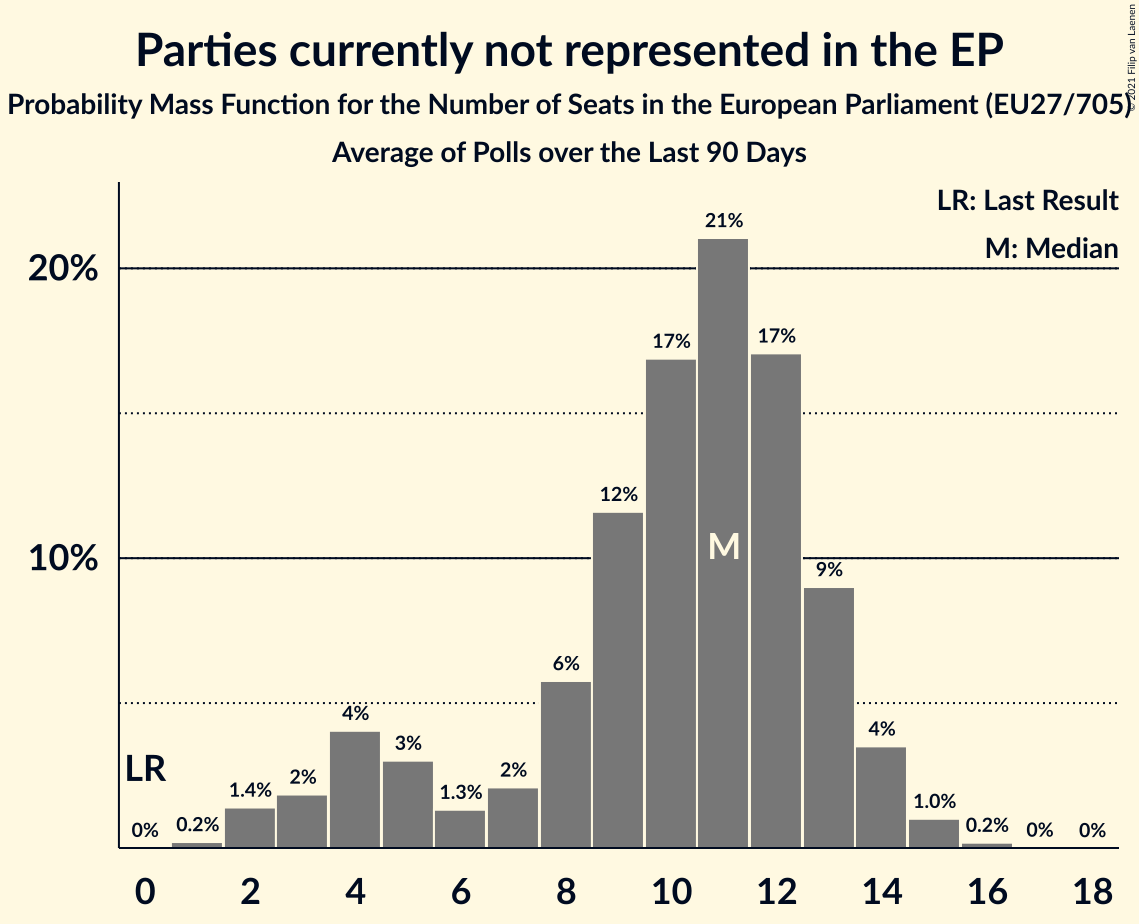 Parties currently not represented in the EP
Probability Mass Function for the Number of Seats in the European Parliament (EU27/705)
Average of Polls over the Last 90 Days
© 2021 Filip van Laenen
LR: Last Result
M: Median
20%
10%
LR
M
0%
0.2%
1.4%
2%
4%
3%
1.3%
2%
6%
12%
17%
21%
17%
9%
4%
1.0%
0.2%
0%
0%
0 2 4 6 8 10 12 14 16 18